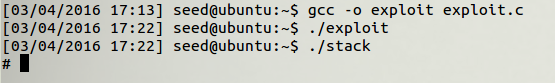 [03/04/2016 17:13] seed@ubuntu:~$ gcc -o exploit exploit.c
[03/04/2016 17:22] seed@ubuntu:~$ ./exploit
[03/04/2016 17:22] seed@ubuntu:~$ ./stack
#